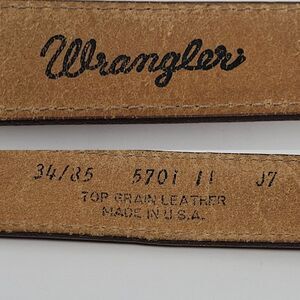 Wrangler
34/85 5701 11 J7
TOP GRAIN LEATHER
MADE IN U.S.A.